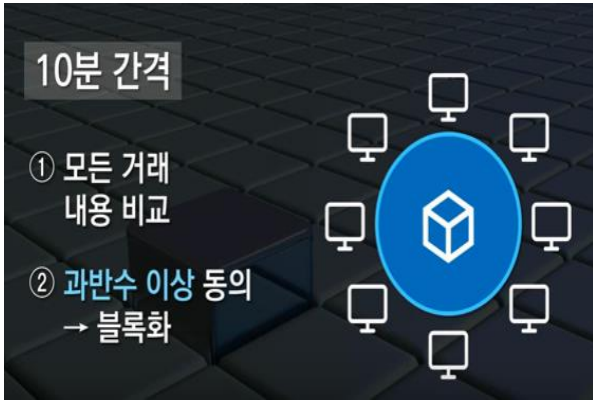 10분 간격
① 모든 거래
내용 비교
② 과반수 이상 동의
→ 블록화